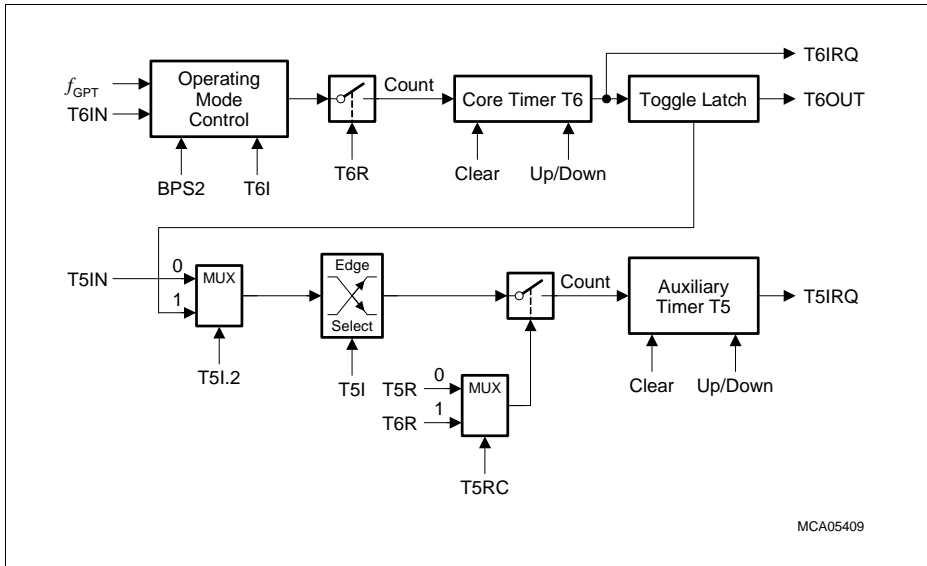 T6IRQ
f GPT
T6IN
Operating
Mode
Control
Count
Core Timer T6
Toggle Latch
T6OUT
BPS2
T6I
T6R
Clear
Up/Down
T5IN
0
1
MUX
T5I.2
Edge
Select
T5I
Count
Auxiliary
Timer T5
T5IRQ
T5R
0
T6R
1
MUX
T5RC
Clear
Up/Down
MCA05409